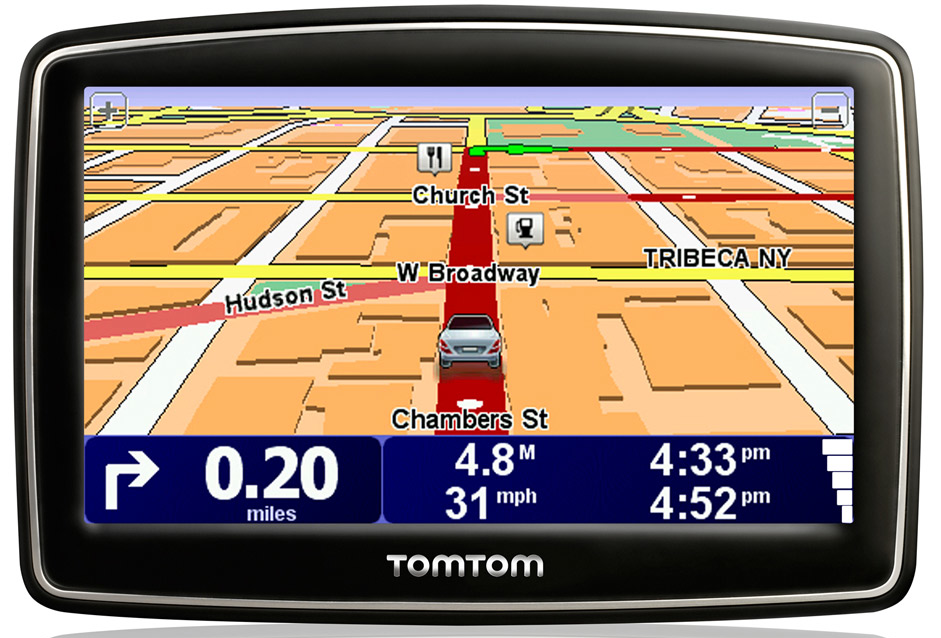 Church St
TRIBECA NY
W Broadway
Hudson St
Chambers St
0.20
miles
4.8 M
31 mph
4:33 pm
4:52 pm
TOMTOM